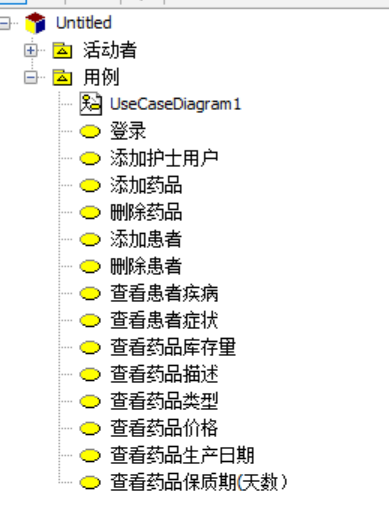 Untitled
活动者
用例
UseCaseDiagram1
登录
添加护士用户
添加药品
删除药品
添加患者
删除患者
查看患者疾病
查看患者症状
查看药品库存量
查看药品描述
查看药品类型
查看药品价格
查看药品生产日期
查看药品保质期(天数）